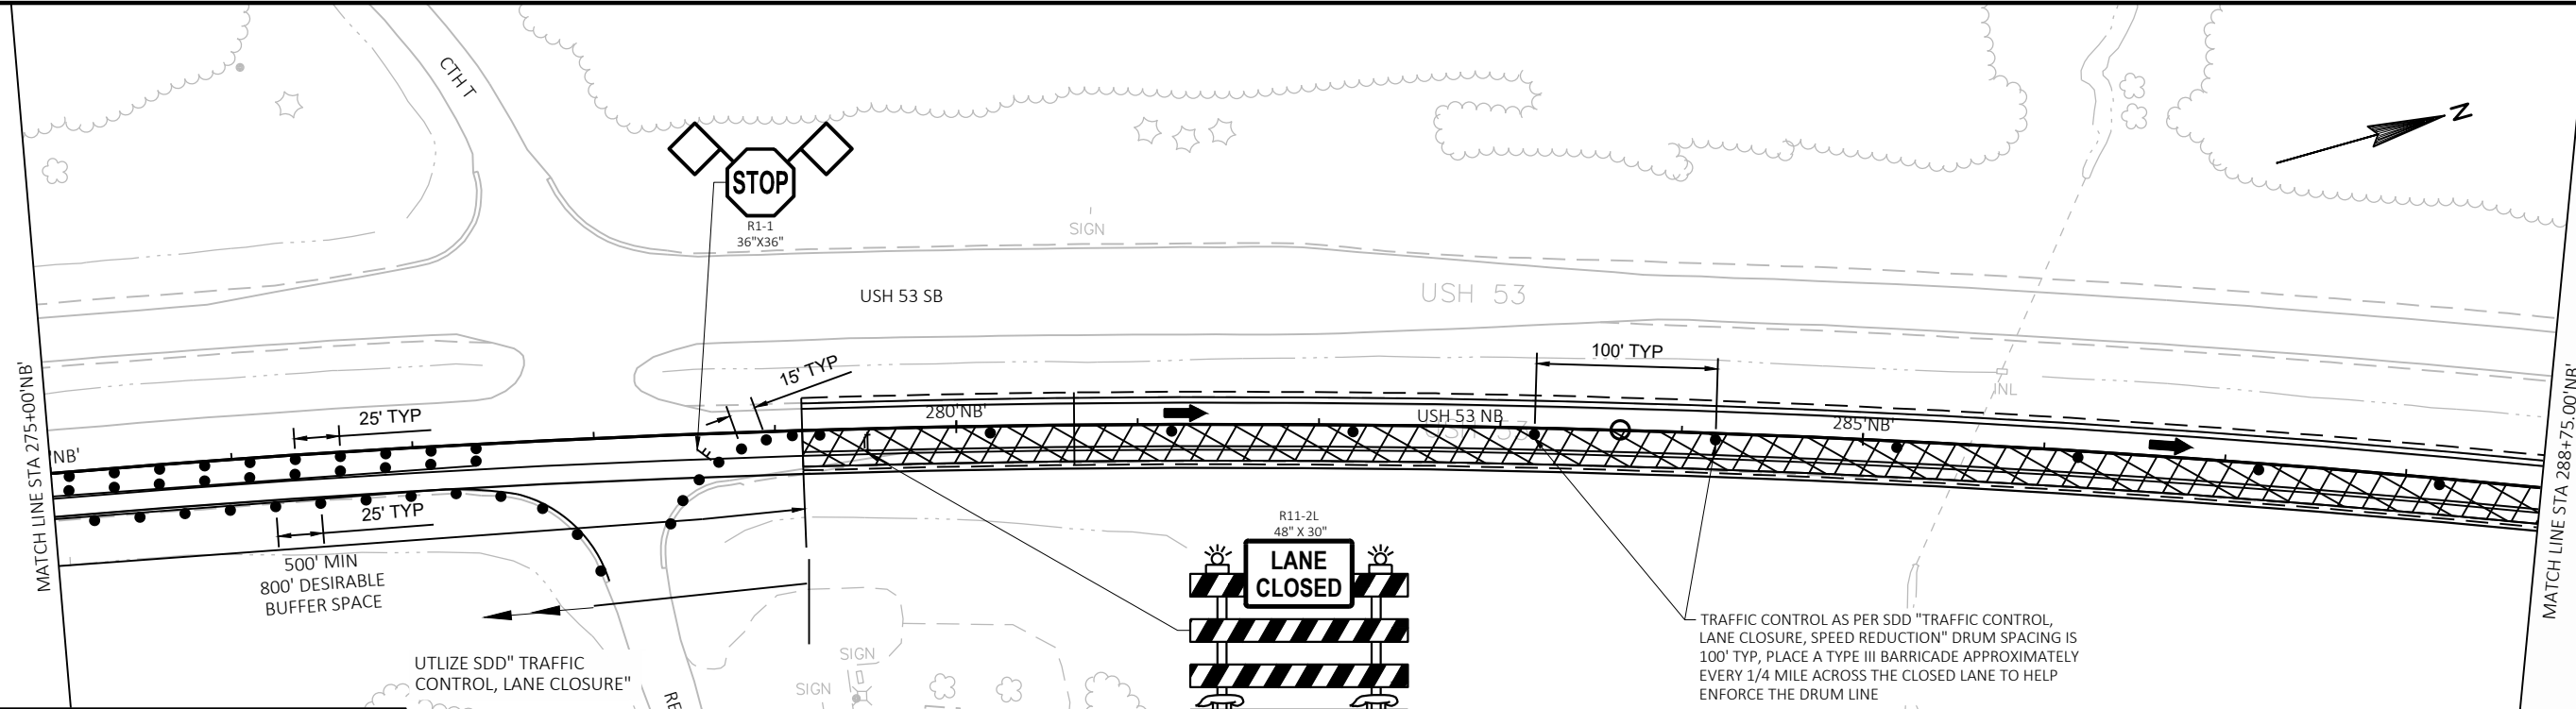 CTH T
N
STOP
R1-1
36"X36"
SIGN
USH 53 SB
USH 53
15' TYP
100' TYP
25' TYP
INL
MATCH LINE STA 275+00'NB'
'NB'
280'NB'
USH 53 NB
USH 53
285'NB'
MATCH LINE STA 288+75.00'NB'
25' TYP
500' MIN
800' DESIRABLE
BUFFER SPACE
R11-2L
48" X 30"
LANE
CLOSED
TRAFFIC CONTROL AS PER SDD "TRAFFIC CONTROL,
LANE CLOSURE, SPEED REDUCTION" DRUM SPACING IS
100' TYP, PLACE A TYPE III BARRICADE APPROXIMATELY
EVERY 1/4 MILE ACROSS THE CLOSED LANE TO HELP
ENFORCE THE DRUM LINE
UTLIZE SDD" TRAFFIC
CONTROL, LANE CLOSURE"
SIGN
SIGN